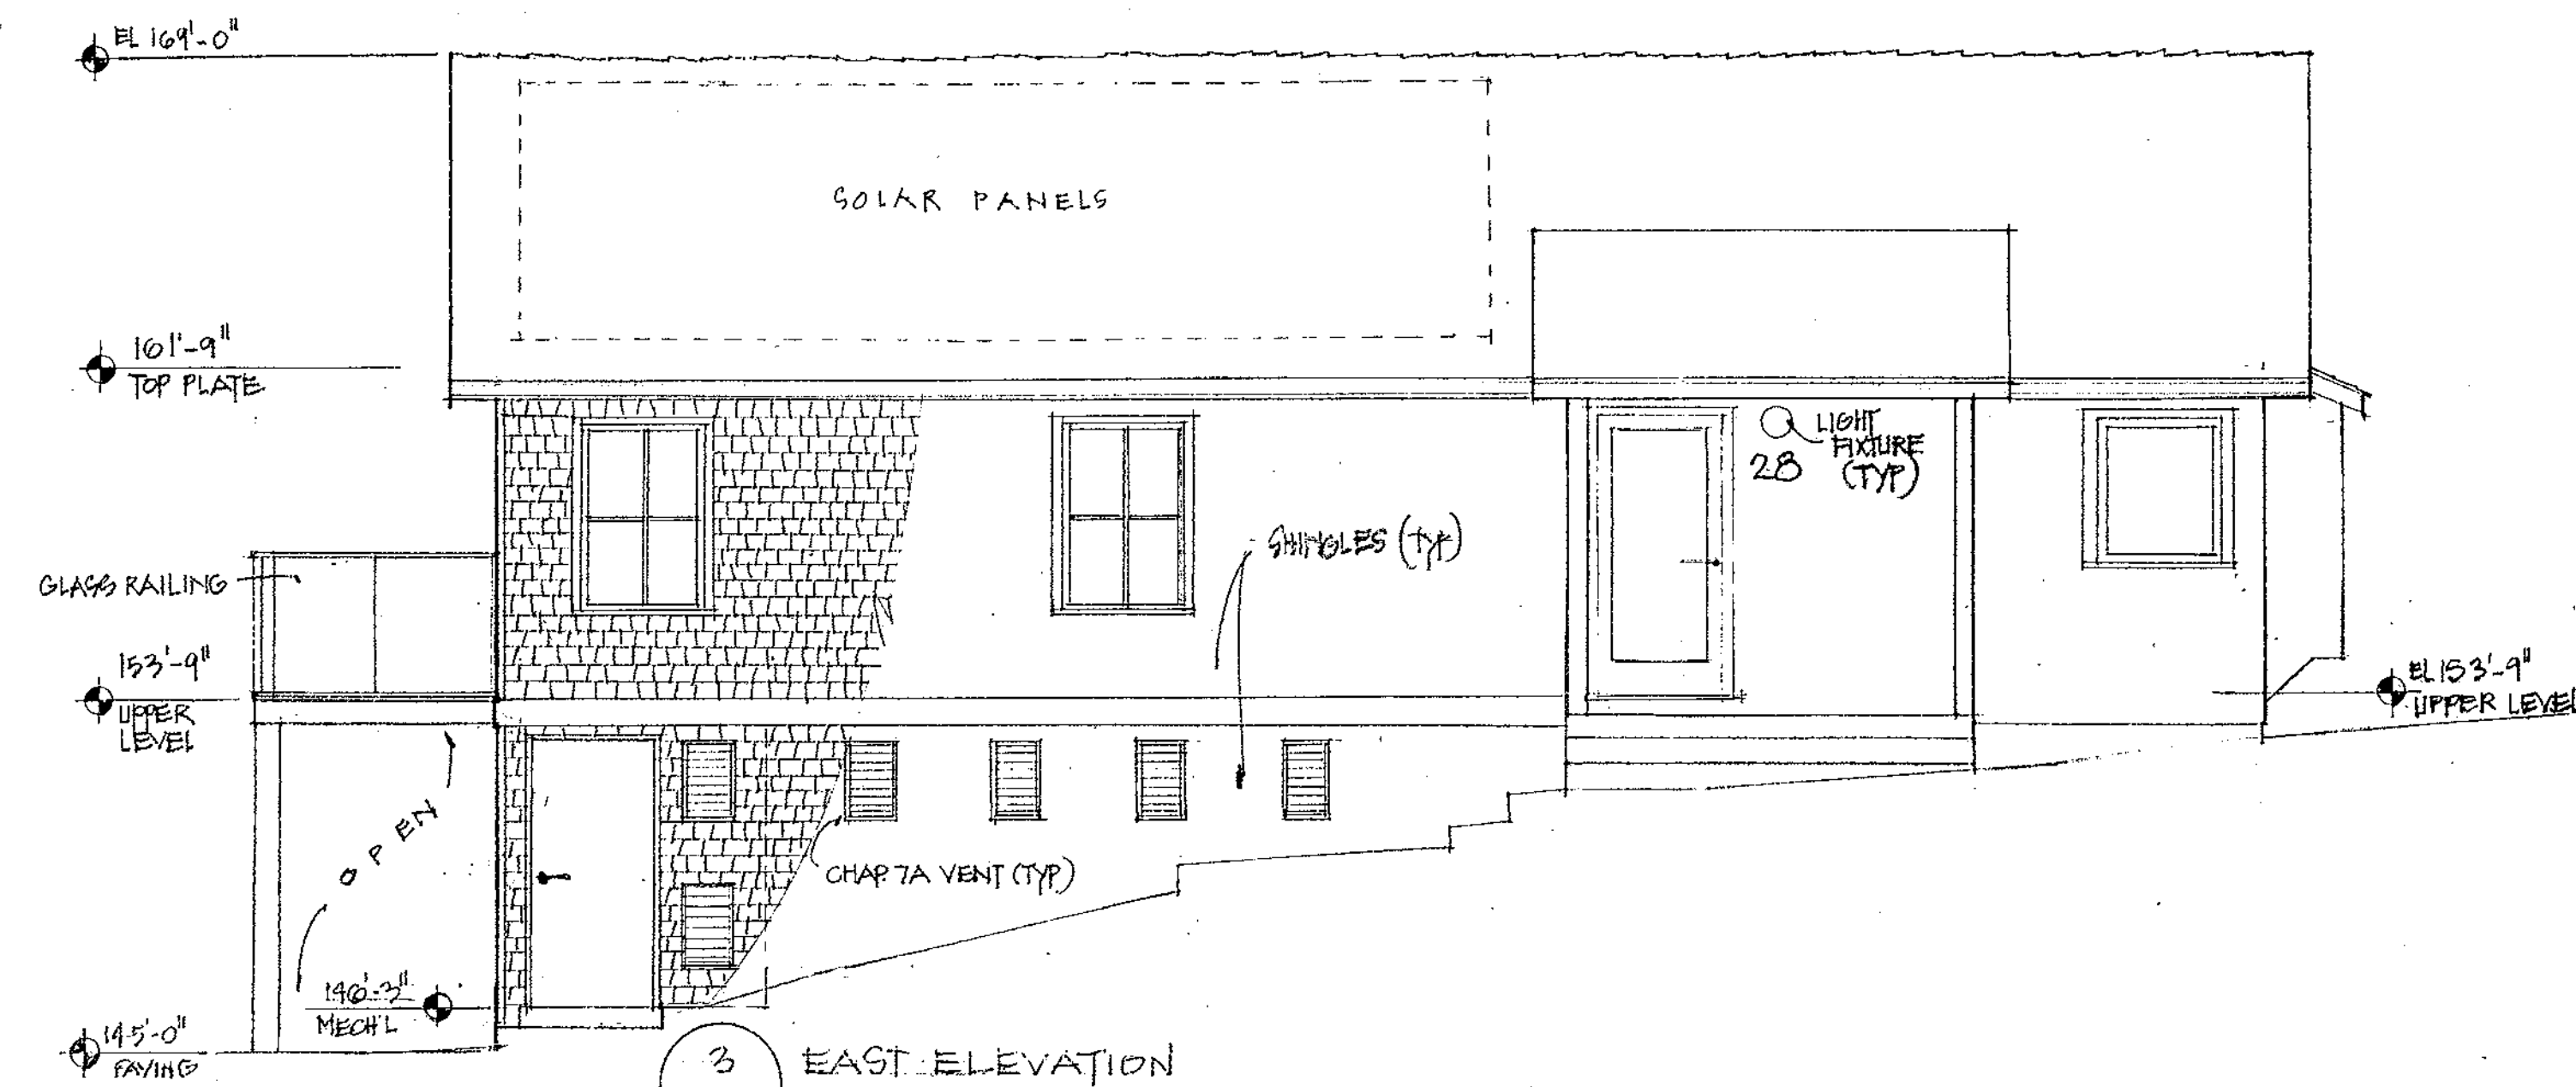 EL 169'-0"
SOLAR PANELS
161'-9"
TOP PLATE
LIGHT
FIXTURE
(TYP)
28
SHINGLES (TYP)
GLASS RAILING
153'-9"
UPPER
LEVEL
EL 153'-9"
UPPER LEVEL
OPEN
CHAP. 7A VENT (TYP)
146'-3"
MECH'L
145'-0"
PAVING
3
EAST ELEVATION